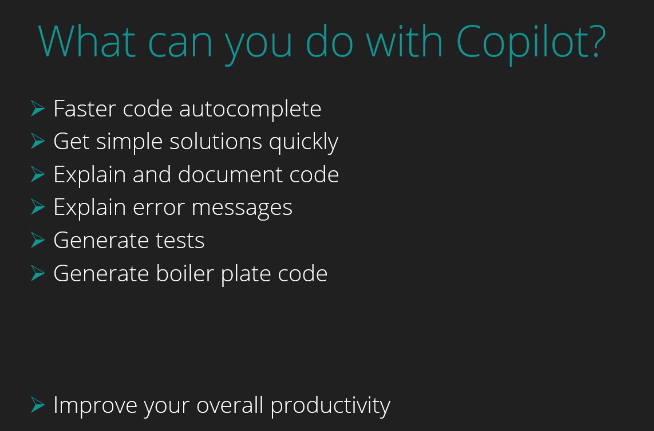 What can you do with Copilot?
➢ Faster code autocomplete
➢ Get simple solutions quickly
➢ Explain and document code
➢ Explain error messages
➢ Generate tests
➢ Generate boiler plate code
➢ Improve your overall productivity